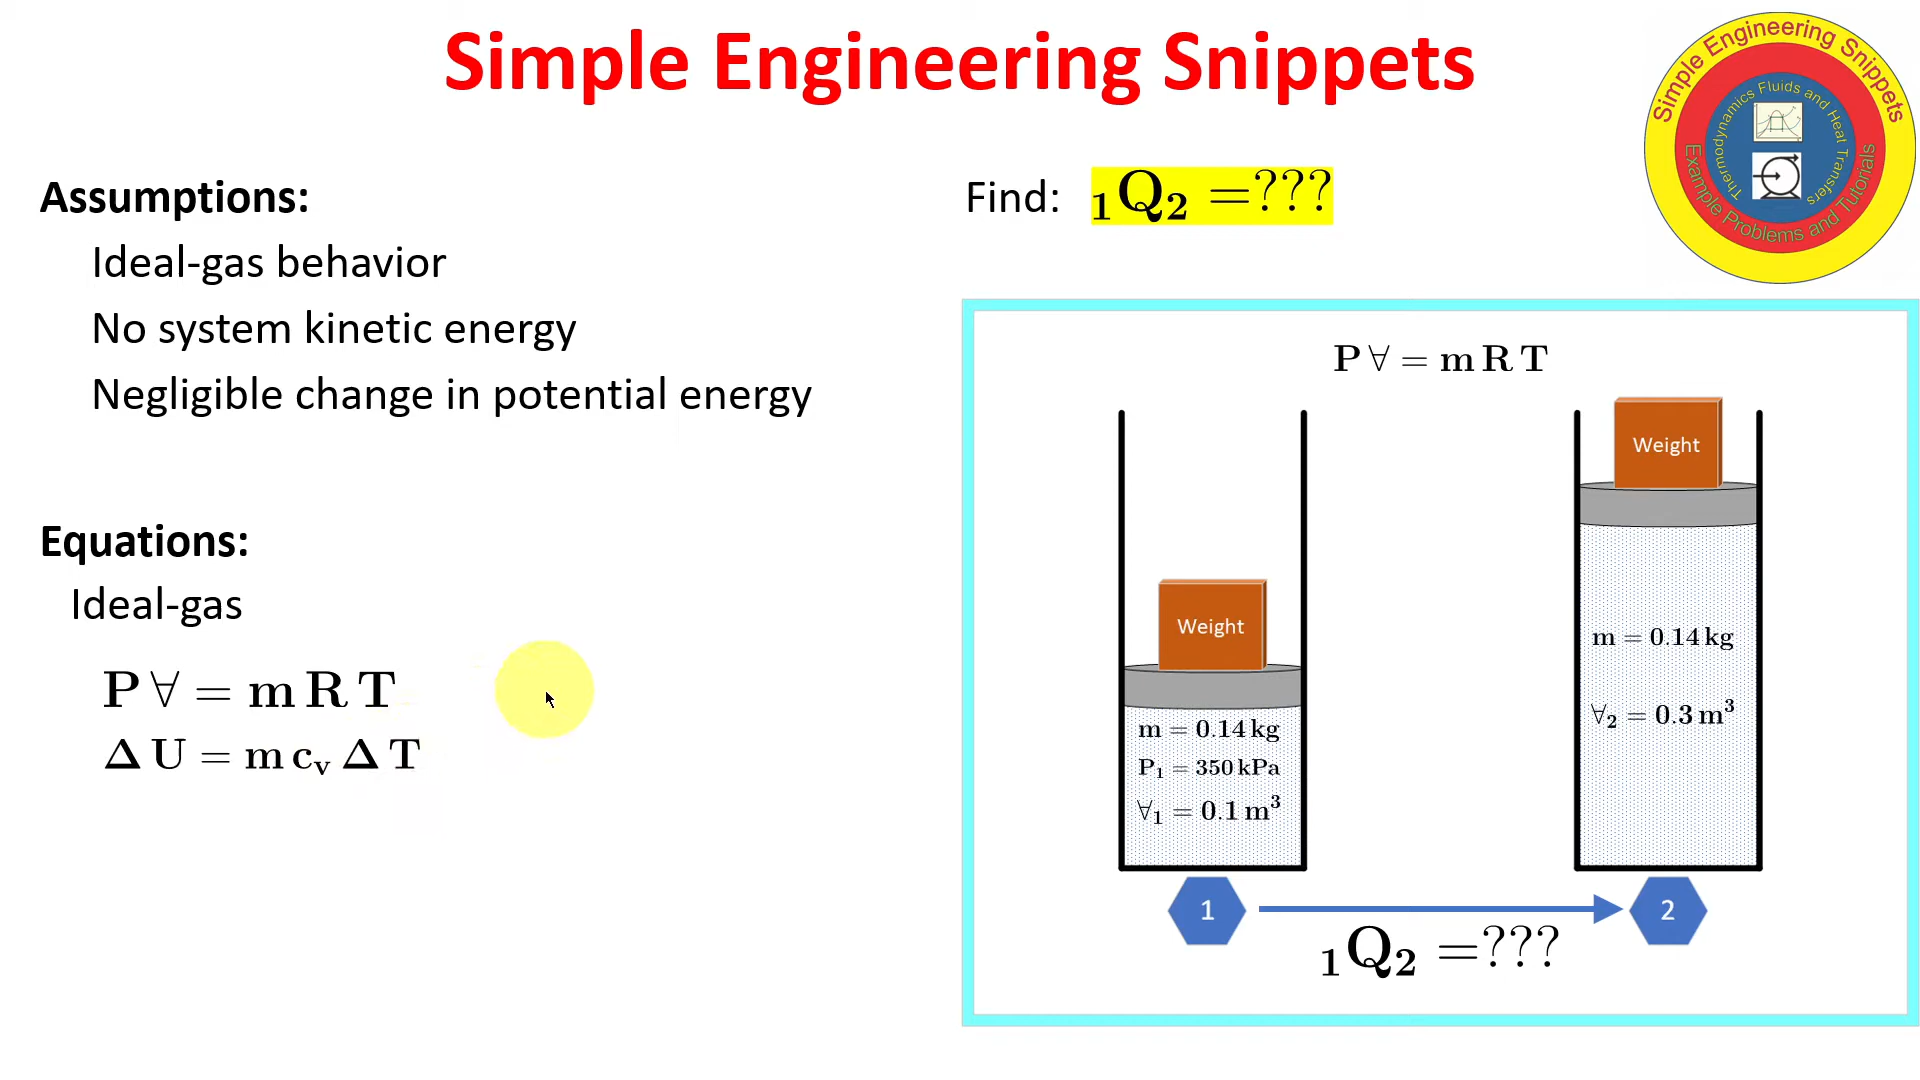 Simple Engineering Snippets
Simple Engineering Snippets
Thermodynamics Fluids and Heat Transfers
Example Problems and Tutorials
Assumptions:
Ideal-gas behavior
No system kinetic energy
Negligible change in potential energy
Equations:
Ideal-gas
P ∀ = m R T
Δ U = m c_v Δ T
Find: ₁Q₂ =???
P ∀ = m R T
Weight
m = 0.14 kg
P₁ = 350 kPa
∀₁ = 0.1 m³
Weight
m = 0.14 kg
∀₂ = 0.3 m³
1
2
₁Q₂ =???